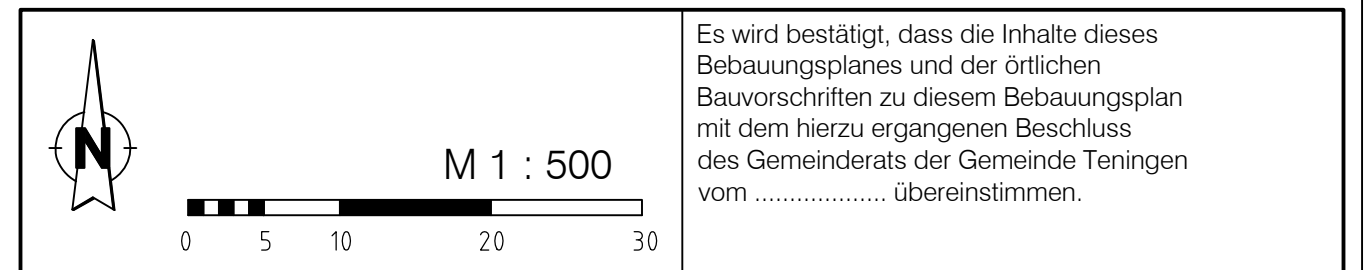 N
M 1 : 500
0 5 10 20 30
Es wird bestätigt, dass die Inhalte dieses
Bebauungsplanes und der örtlichen
Bauvorschriften zu diesem Bebauungsplan
mit dem hierzu ergangenen Beschluss
des Gemeinderats der Gemeinde Teningen
vom ................... übereinstimmen.